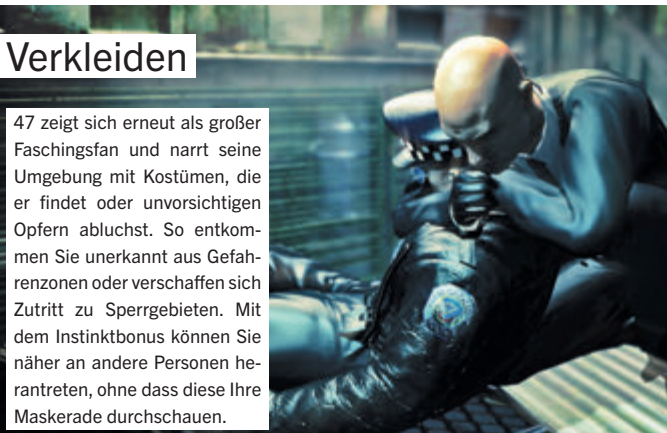 Verkleiden
47 zeigt sich erneut als großer
Faschingsfan und narrt seine
Umgebung mit Kostümen, die
er findet oder unvorsichtigen
Opfern abluchst. So entkom-
men Sie unerkannt aus Gefah-
renzonen oder verschaffen sich
Zutritt zu Sperrgebieten. Mit
dem Instinktbonus können Sie
näher an andere Personen he-
rantreten, ohne dass diese Ihre
Maskerade durchschauen.